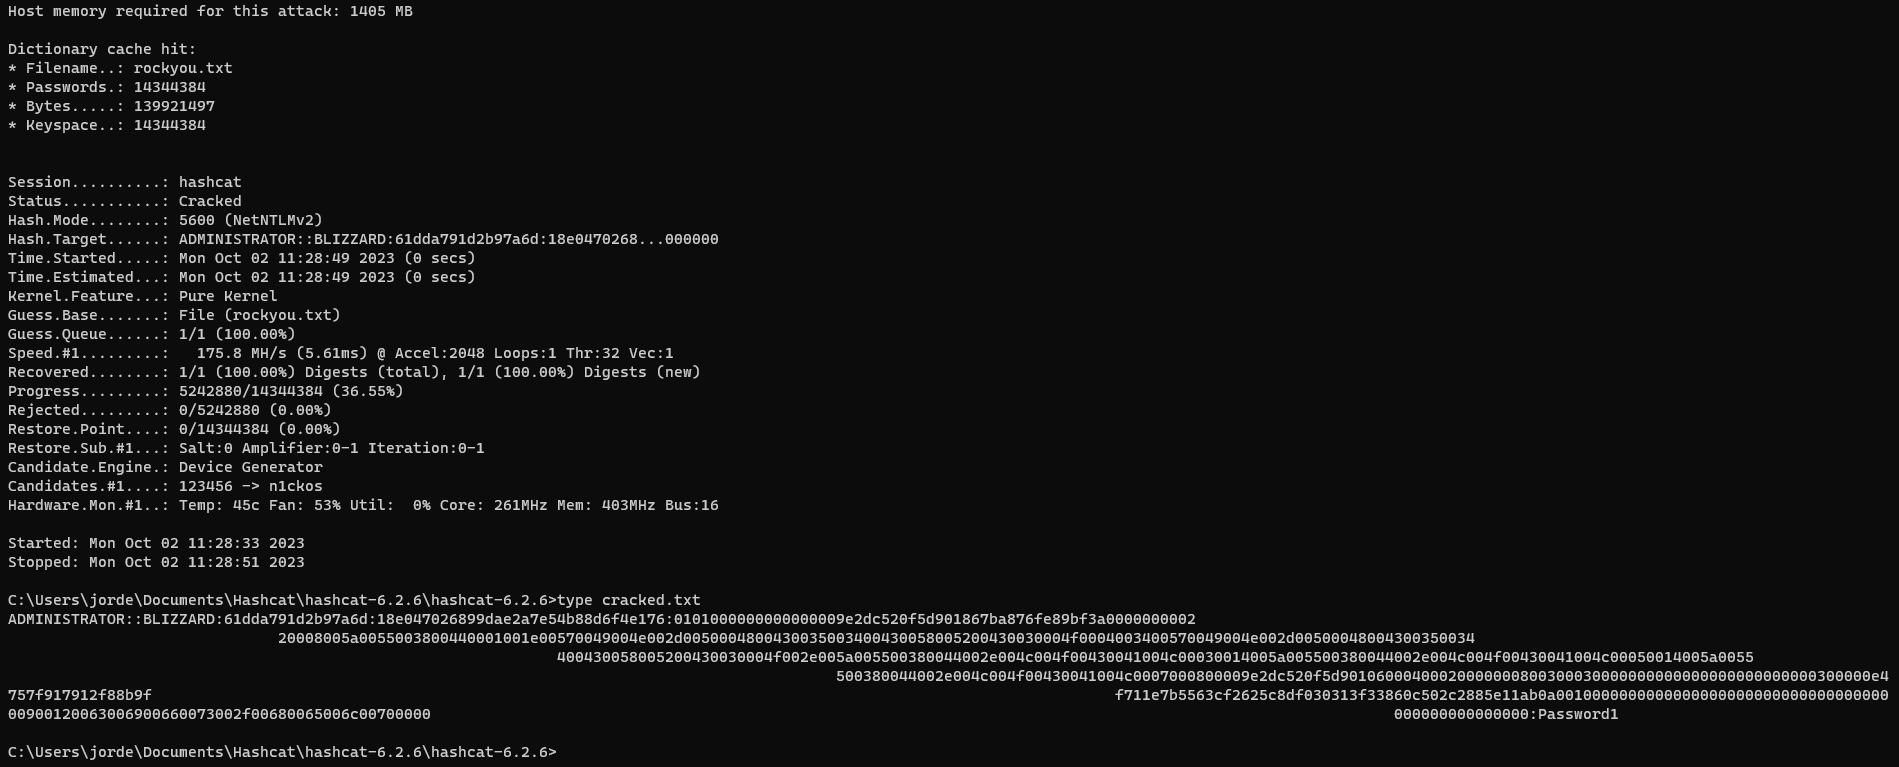 Host memory required for this attack: 1405 MB
Dictionary cache hit:
* Filename..: rockyou.txt
* Passwords.: 14344384
* Bytes.....: 139921497
* Keyspace..: 14344384
Session..........: hashcat
Status...........: Cracked
Hash.Mode........: 5600 (NetNTLMv2)
Hash.Target......: ADMINISTRATOR::BLIZZARD:61dda791d2b97a6d:18e0470268...000000
Time.Started.....: Mon Oct 02 11:28:49 2023 (0 secs)
Time.Estimated...: Mon Oct 02 11:28:49 2023 (0 secs)
Kernel.Feature...: Pure Kernel
Guess.Base.......: File (rockyou.txt)
Guess.Queue......: 1/1 (100.00%)
Speed.#1.........:   175.8 MH/s (5.61ms) @ Accel:2048 Loops:1 Thr:32 Vec:1
Recovered........: 1/1 (100.00%) Digests (total), 1/1 (100.00%) Digests (new)
Progress.........: 5242880/14344384 (36.55%)
Rejected.........: 0/5242880 (0.00%)
Restore.Point....: 0/14344384 (0.00%)
Restore.Sub.#1...: Salt:0 Amplifier:0-1 Iteration:0-1
Candidate.Engine.: Device Generator
Candidates.#1....: 123456 -> n1ckos
Hardware.Mon.#1..: Temp: 45c Fan: 53% Util:  0% Core: 261MHz Mem: 403MHz Bus:16
Started: Mon Oct 02 11:28:33 2023
Stopped: Mon Oct 02 11:28:51 2023
C:\Users\jorde\Documents\Hashcat\hashcat-6.2.6\hashcat-6.2.6>type cracked.txt
ADMINISTRATOR::BLIZZARD:61dda791d2b97a6d:18e047026899dae2a7e54b88d6f4e176:0101000000000000009e2dc520f5d901867ba876fe89bf3a0000000002
20008005a0055003800440001001e00570049004e002d00500048004300350034004300580052004300300​04f0004003400570049004e002d00500048004300350034
40043005800520043003​0004f002e005a005500380044002e004c004f00430041004c00030014005a005500380044002e004c004f00430041004c00050014005a0055
500380044002e004c004f00430041004c0007000800009e2dc520f5d90106000400020000000800300030000000000000000000000000300000e4
757f917912f88b9f f711e7b5563cf2625c8df030313f33860c502c2885e11ab0a0010000000000000000000000000000000000
009001200630069006600730​02f00680065006c00700000 000000000000000:Password1
C:\Users\jorde\Documents\Hashcat\hashcat-6.2.6\hashcat-6.2.6>